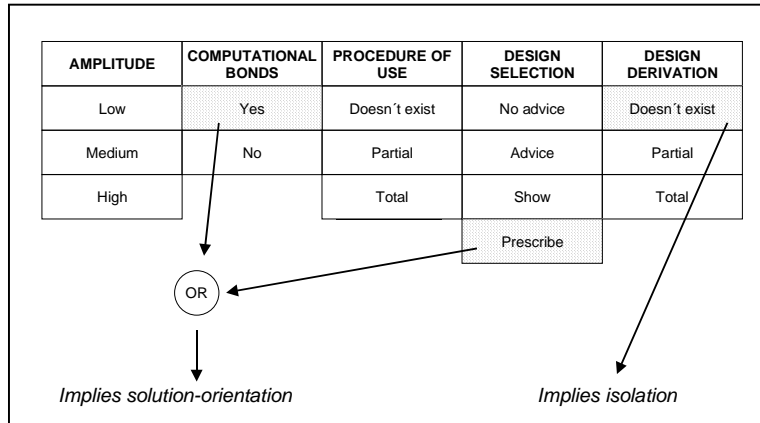 AMPLITUDE COMPUTATIONAL BONDS PROCEDURE OF USE DESIGN SELECTION DESIGN DERIVATION
Low Yes Doesn´t exist No advice Doesn´t exist
Medium No Partial Advice Partial
High Total Show Total
Prescribe
OR
Implies solution-orientation Implies isolation